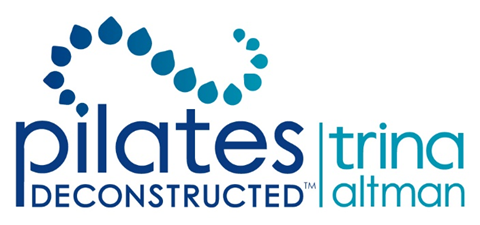 pilates
DECONSTRUCTED™
trina
altman